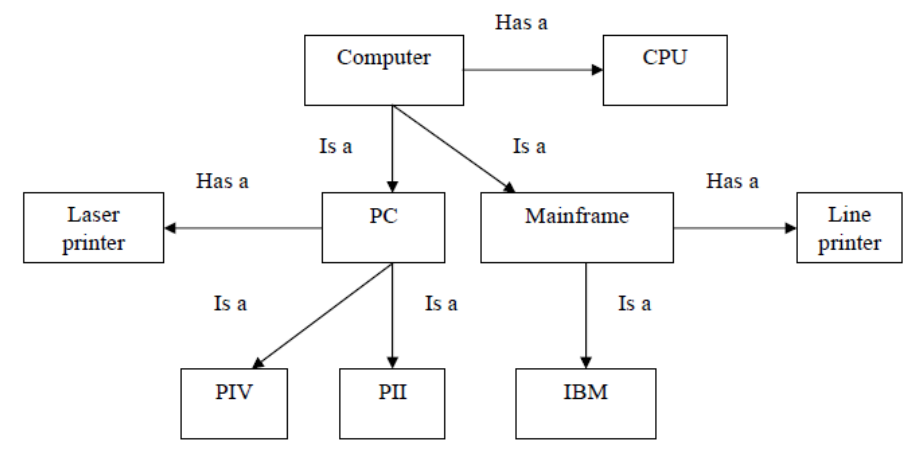 Has a
Computer
CPU
Is a
Is a
Has a
Has a
Laser
printer
PC
Mainframe
Line
printer
Is a
Is a
Is a
PIV
PII
IBM